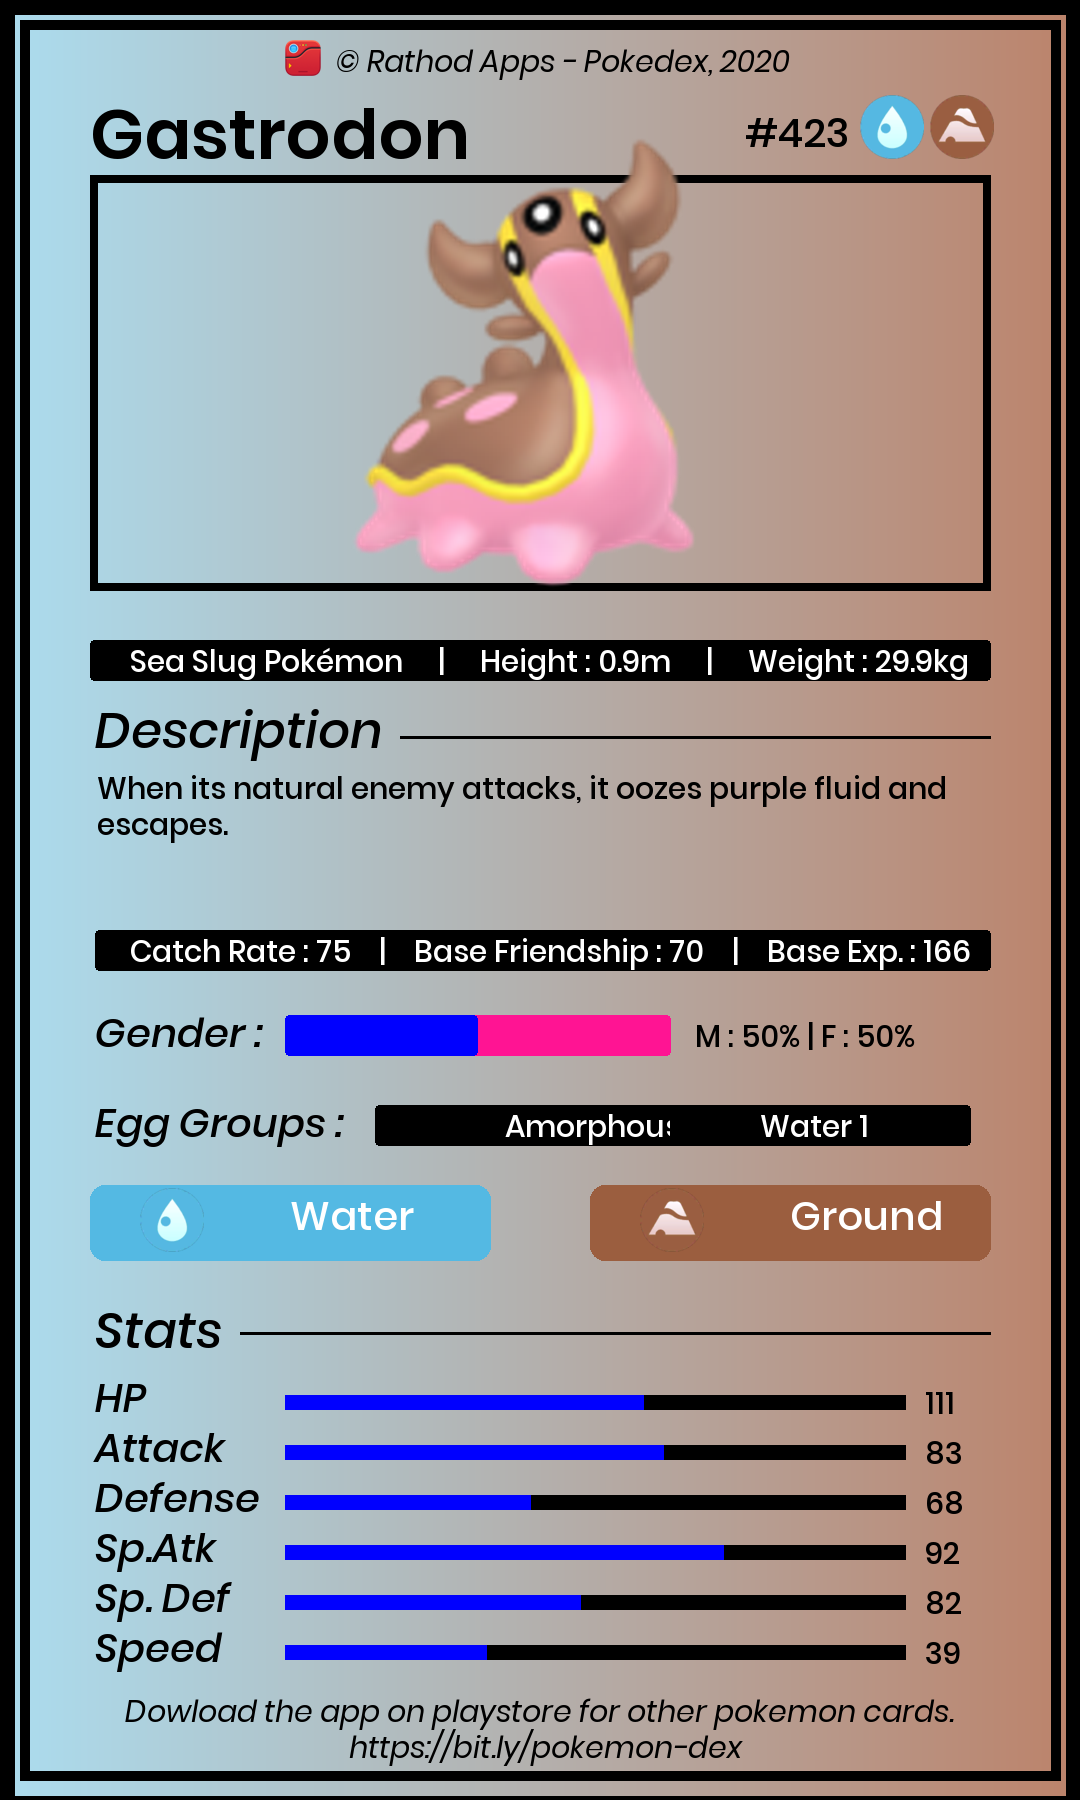 © Rathod Apps - Pokedex, 2020
Gastrodon #423
Sea Slug Pokémon | Height : 0.9m | Weight : 29.9kg
Description
When its natural enemy attacks, it oozes purple fluid and
escapes.
Catch Rate : 75 | Base Friendship : 70 | Base Exp. : 166
Gender : M : 50% | F : 50%
Egg Groups : Amorphous Water 1
Water Ground
Stats
HP 111
Attack 83
Defense 68
Sp.Atk 92
Sp. Def 82
Speed 39
Dowload the app on playstore for other pokemon cards.
https://bit.ly/pokemon-dex